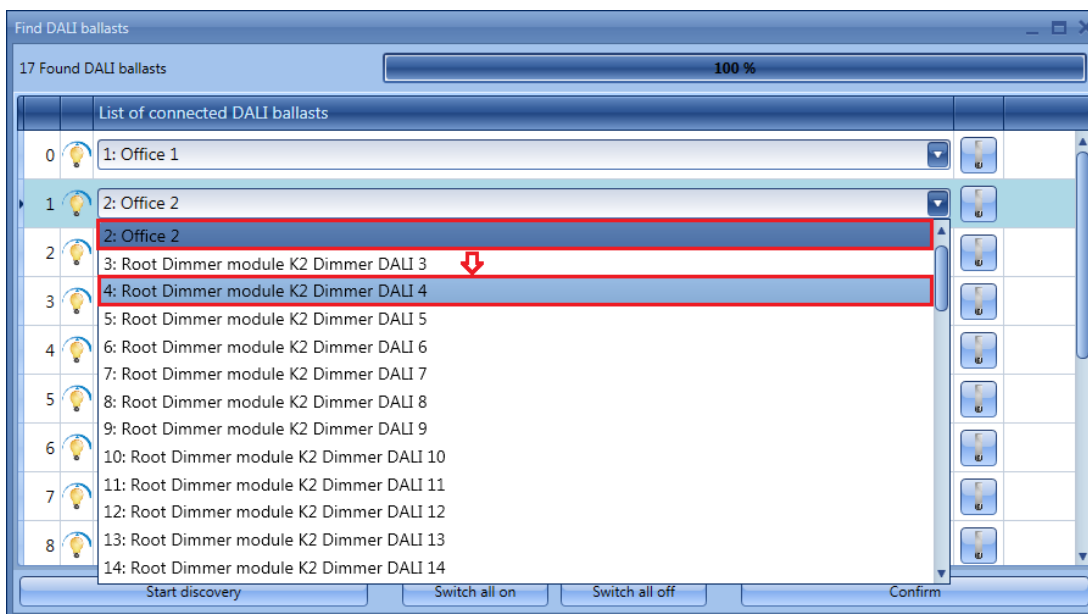 Find DALI ballasts
17 Found DALI ballasts 100 %
List of connected DALI ballasts
0 1: Office 1
1 2: Office 2
2: Office 2
2
3: Root Dimmer module K2 Dimmer DALI 3
4: Root Dimmer module K2 Dimmer DALI 4
3
5: Root Dimmer module K2 Dimmer DALI 5
4 6: Root Dimmer module K2 Dimmer DALI 6
7: Root Dimmer module K2 Dimmer DALI 7
5 8: Root Dimmer module K2 Dimmer DALI 8
9: Root Dimmer module K2 Dimmer DALI 9
6 10: Root Dimmer module K2 Dimmer DALI 10
11: Root Dimmer module K2 Dimmer DALI 11
7
12: Root Dimmer module K2 Dimmer DALI 12
13: Root Dimmer module K2 Dimmer DALI 13
8
14: Root Dimmer module K2 Dimmer DALI 14
Start discovery Switch all on Switch all off Confirm